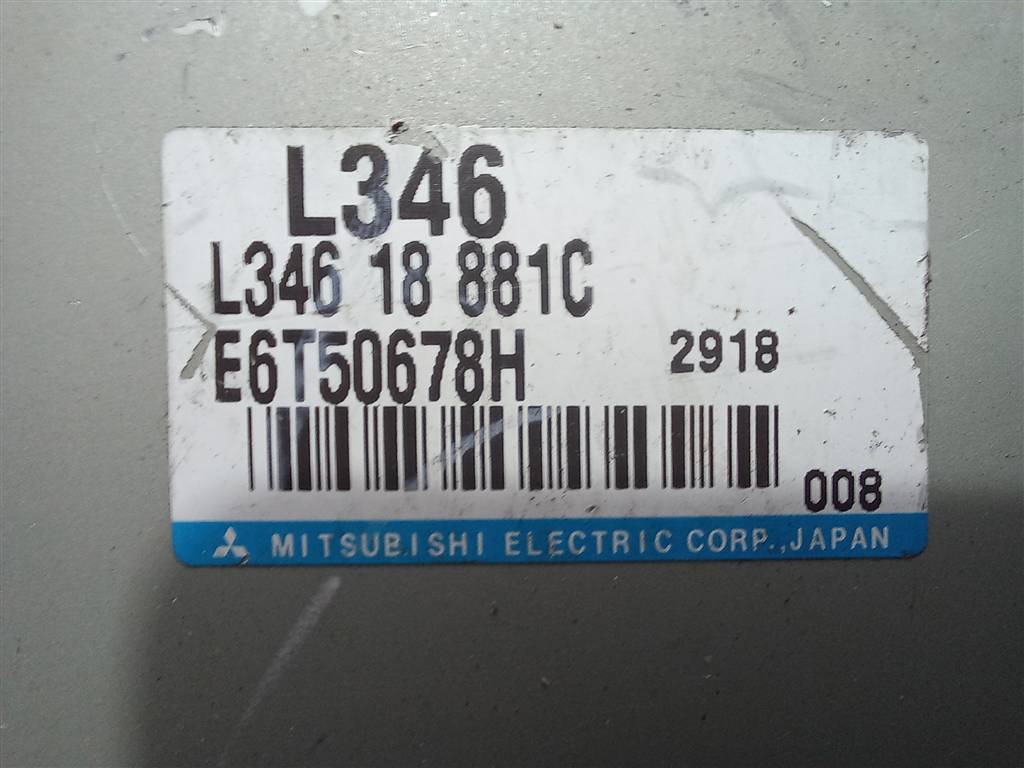 L346
L346 18 881C
E6T50678H 2918
008
MITSUBISHI ELECTRIC CORP.,JAPAN